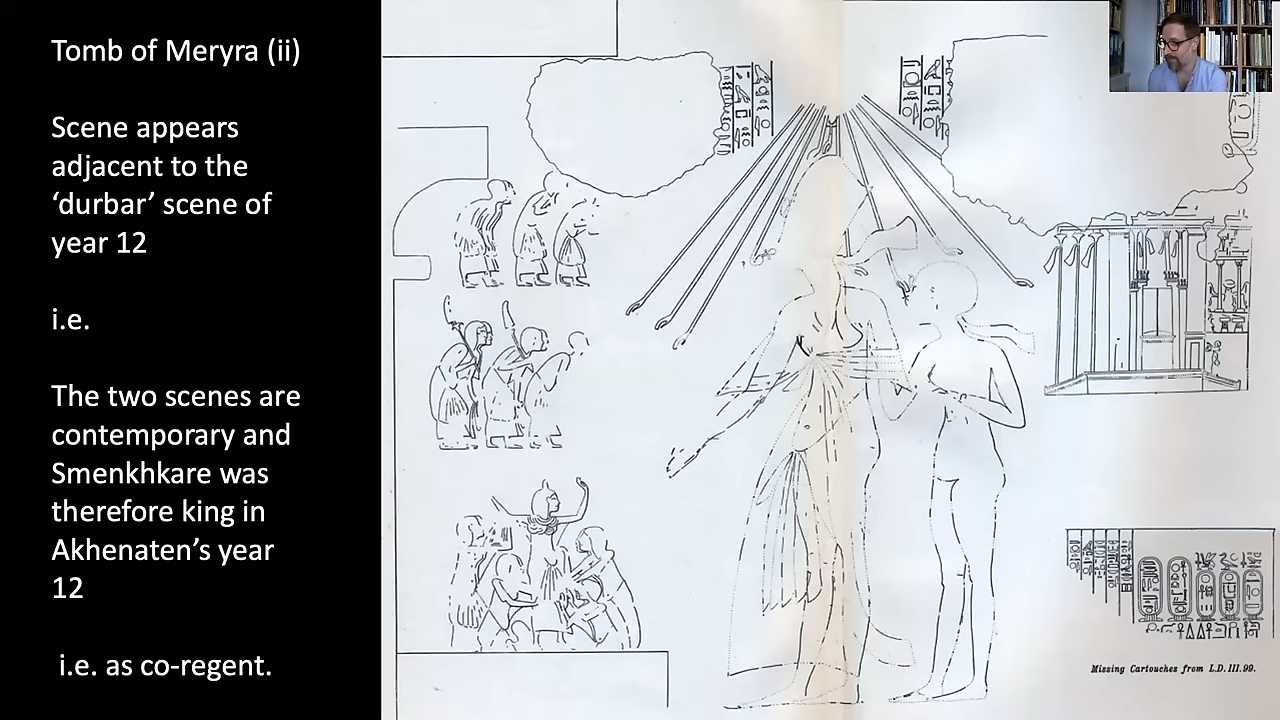 Tomb of Meryra (ii)
Scene appears
adjacent to the
‘durbar’ scene of
year 12
i.e.
The two scenes are
contemporary and
Smenkhkare was
therefore king in
Akhenaten’s year
12
i.e. as co-regent.
Missing Cartouches from L.D. III. 99.